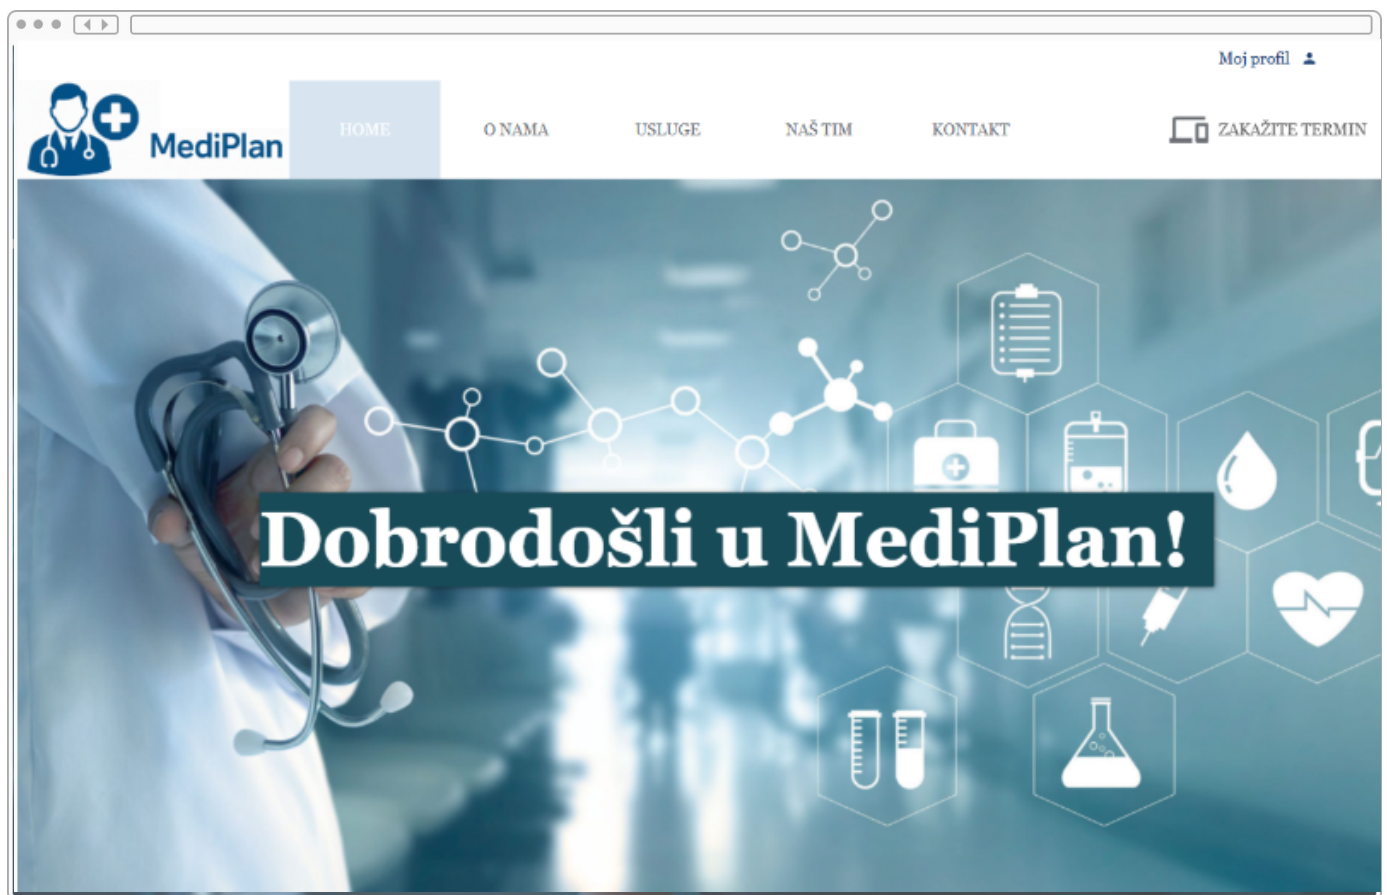 Moj profil
MediPlan
HOME
O NAMA
USLUGE
NAŠ TIM
KONTAKT
ZAKAŽITE TERMIN
Dobrodošli u MediPlan!